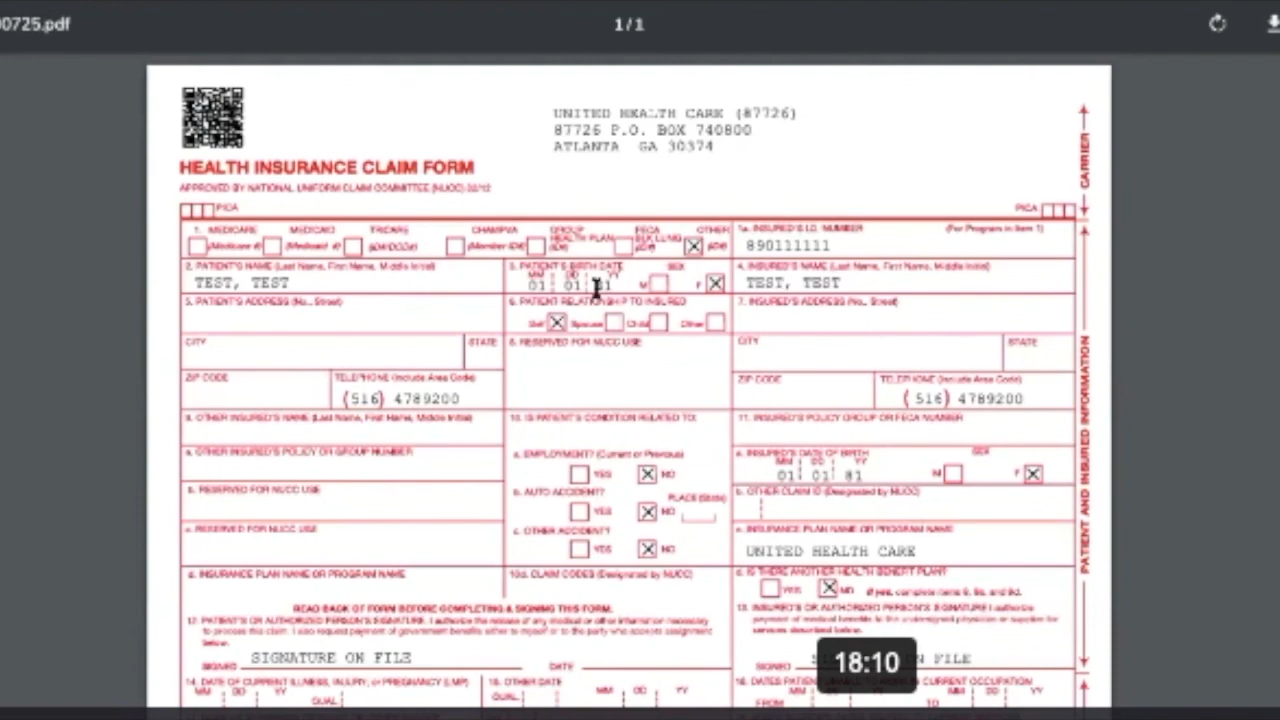 00725.pdf
1 / 1
UNITED HEALTH CARE (87726)
87726 P.O. BOX 740800
ATLANTA GA 30374
HEALTH INSURANCE CLAIM FORM
APPROVED BY NATIONAL UNIFORM CLAIM COMMITTEE (NUCC) 02/12
PICA PICA
CARRIER
1. MEDICARE MEDICAID TRICARE CHAMPVA GROUP HEALTH PLAN FECA BLK LUNG OTHER
(Medicare #) (Medicaid #) (ID#/DOD#) (Member ID#) (ID#) (ID#) (ID#)
1a. INSURED'S I.D. NUMBER (For Program in Item 1)
890111111
2. PATIENT'S NAME (Last Name, First Name, Middle Initial)
TEST, TEST
3. PATIENT'S BIRTH DATE SEX
MM DD YY
01 01 81 M F
4. INSURED'S NAME (Last Name, First Name, Middle Initial)
TEST, TEST
5. PATIENT'S ADDRESS (No., Street)
6. PATIENT RELATIONSHIP TO INSURED
Self Spouse Child Other
7. INSURED'S ADDRESS (No., Street)
CITY STATE
8. RESERVED FOR NUCC USE
CITY STATE
ZIP CODE TELEPHONE (Include Area Code)
(516) 4789200
ZIP CODE TELEPHONE (Include Area Code)
(516) 4789200
9. OTHER INSURED'S NAME (Last Name, First Name, Middle Initial)
10. IS PATIENT'S CONDITION RELATED TO:
11. INSURED'S POLICY GROUP OR FECA NUMBER
a. OTHER INSURED'S POLICY OR GROUP NUMBER
a. EMPLOYMENT? (Current or Previous)
YES NO
a. INSURED'S DATE OF BIRTH SEX
MM DD YY
01 01 81 M F
b. RESERVED FOR NUCC USE
b. AUTO ACCIDENT? PLACE (State)
YES NO
b. OTHER CLAIM ID (Designated by NUCC)
c. RESERVED FOR NUCC USE
c. OTHER ACCIDENT?
YES NO
c. INSURANCE PLAN NAME OR PROGRAM NAME
UNITED HEALTH CARE
d. INSURANCE PLAN NAME OR PROGRAM NAME
10d. CLAIM CODES (Designated by NUCC)
d. IS THERE ANOTHER HEALTH BENEFIT PLAN?
YES NO If yes, complete items 9, 9a, and 9d.
PATIENT AND INSURED INFORMATION
READ BACK OF FORM BEFORE COMPLETING & SIGNING THIS FORM.
12. PATIENT'S OR AUTHORIZED PERSON'S SIGNATURE I authorize the release of any medical or other information necessary
to process this claim. I also request payment of government benefits either to myself or to the party who accepts assignment
below.
SIGNED SIGNATURE ON FILE DATE
13. INSURED'S OR AUTHORIZED PERSON'S SIGNATURE I authorize
payment of medical benefits to the undersigned physician or supplier for
services described below.
SIGNED ON FILE
18:10
14. DATE OF CURRENT ILLNESS, INJURY, or PREGNANCY (LMP)
MM DD YY QUAL.
15. OTHER DATE
QUAL. MM DD YY
16. DATES PATIENT UNABLE TO WORK IN CURRENT OCCUPATION
MM DD YY MM DD YY
FROM TO